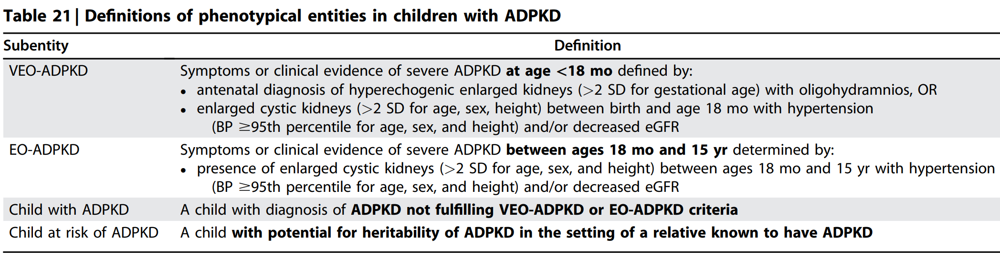 Table 21 | Definitions of phenotypical entities in children with ADPKD
Subentity Definition
VEO-ADPKD Symptoms or clinical evidence of severe ADPKD at age <18 mo defined by:
• antenatal diagnosis of hyperechogenic enlarged kidneys (>2 SD for gestational age) with oligohydramnios, OR
• enlarged cystic kidneys (>2 SD for age, sex, height) between birth and age 18 mo with hypertension
(BP ≥95th percentile for age, sex, and height) and/or decreased eGFR
EO-ADPKD Symptoms or clinical evidence of severe ADPKD between ages 18 mo and 15 yr determined by:
• presence of enlarged cystic kidneys (>2 SD for age, sex, and height) between ages 18 mo and 15 yr with hypertension
(BP ≥95th percentile for age, sex, and height) and/or decreased eGFR
Child with ADPKD A child with diagnosis of ADPKD not fulfilling VEO-ADPKD or EO-ADPKD criteria
Child at risk of ADPKD A child with potential for heritability of ADPKD in the setting of a relative known to have ADPKD